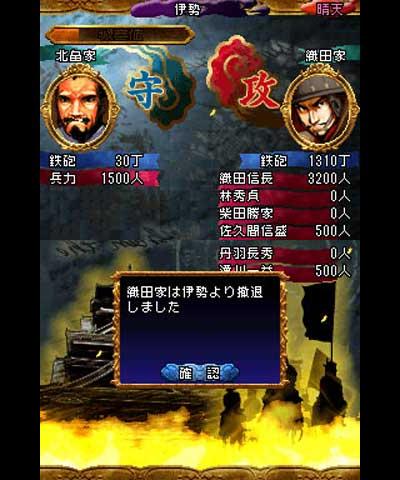 伊勢
晴天
北畠家
織田家
守
攻
鉄砲 30丁
鉄砲 1310丁
兵力 1500人
織田信長 3200人
林秀貞 0人
柴田勝家 0人
佐久間信盛 500人
丹羽長秀 0人
滝川一益 500人
織田家は伊勢より撤退
しました
確認